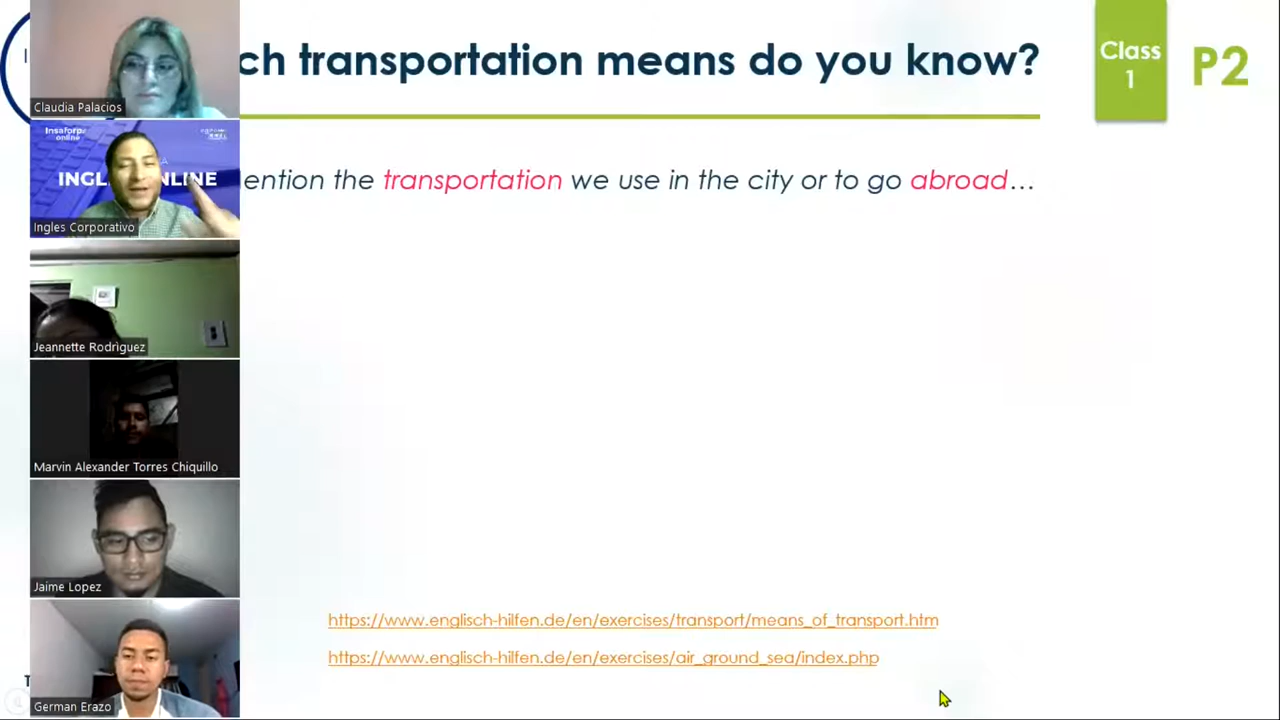 ch transportation means do you know?
Class
1
P2
ention the transportation we use in the city or to go abroad…
Claudia Palacios
Insaforp
online
INGL NLINE
Ingles Corporativo
Jeannette Rodriguez
Marvin Alexander Torres Chiquillo
Jaime Lopez
German Erazo
https://www.englisch-hilfen.de/en/exercises/transport/means_of_transport.htm
https://www.englisch-hilfen.de/en/exercises/air_ground_sea/index.php